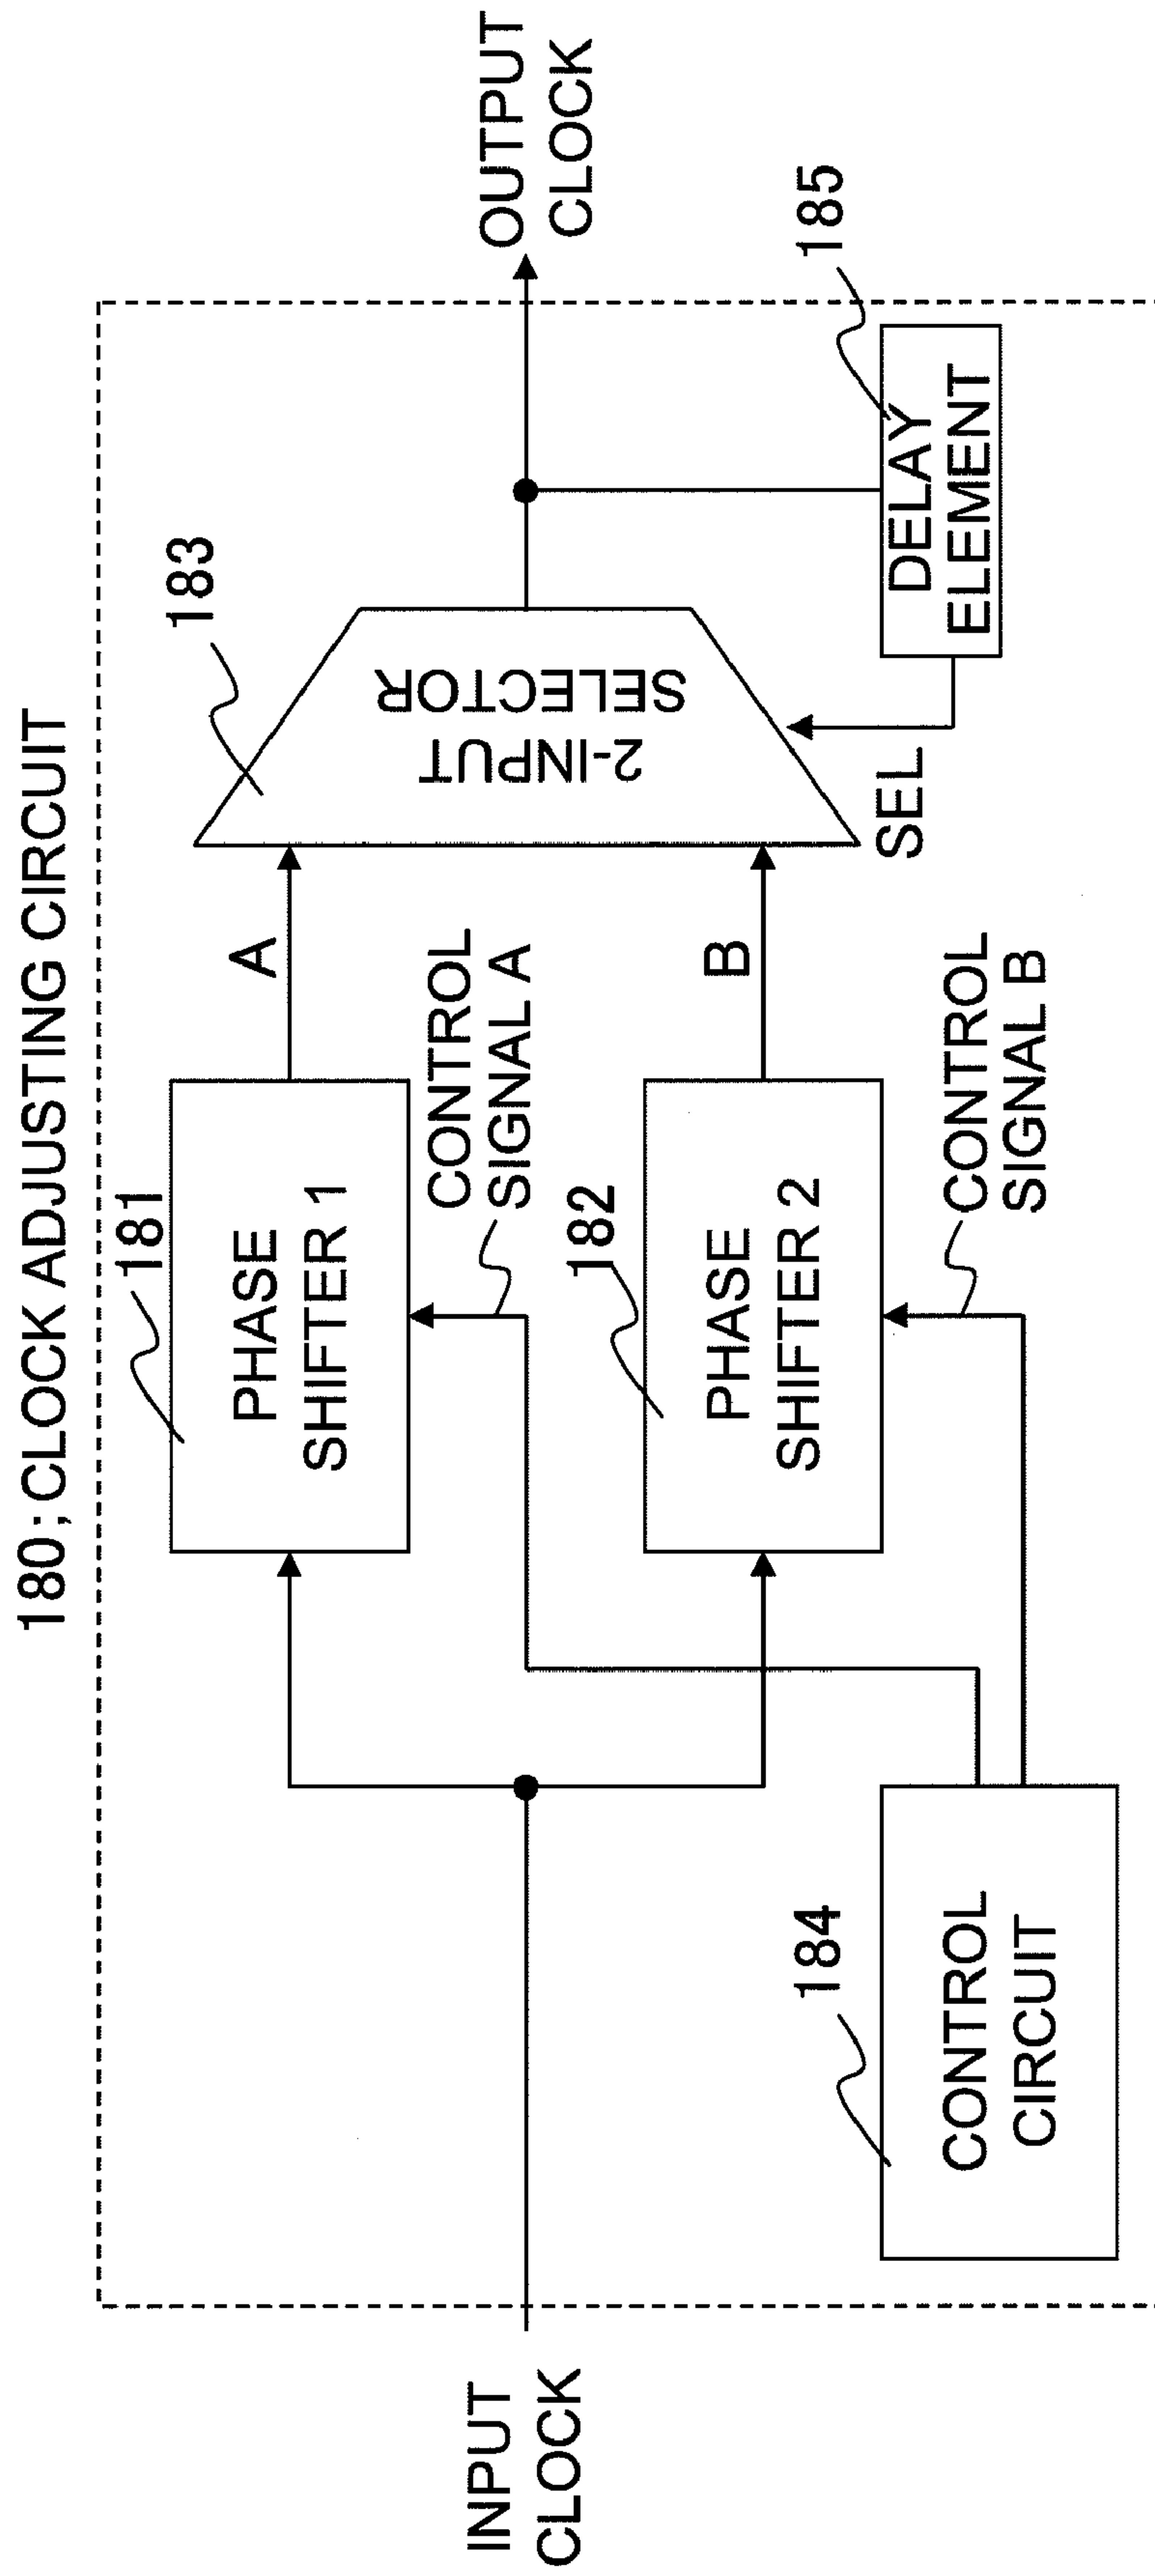 180;CLOCK ADJUSTING CIRCUIT
INPUT
CLOCK
181
PHASE
SHIFTER 1
A
CONTROL
SIGNAL A
182
PHASE
SHIFTER 2
B
CONTROL
SIGNAL B
183
2-INPUT
SELECTOR
SEL
184
CONTROL
CIRCUIT
185
DELAY
ELEMENT
OUTPUT
CLOCK